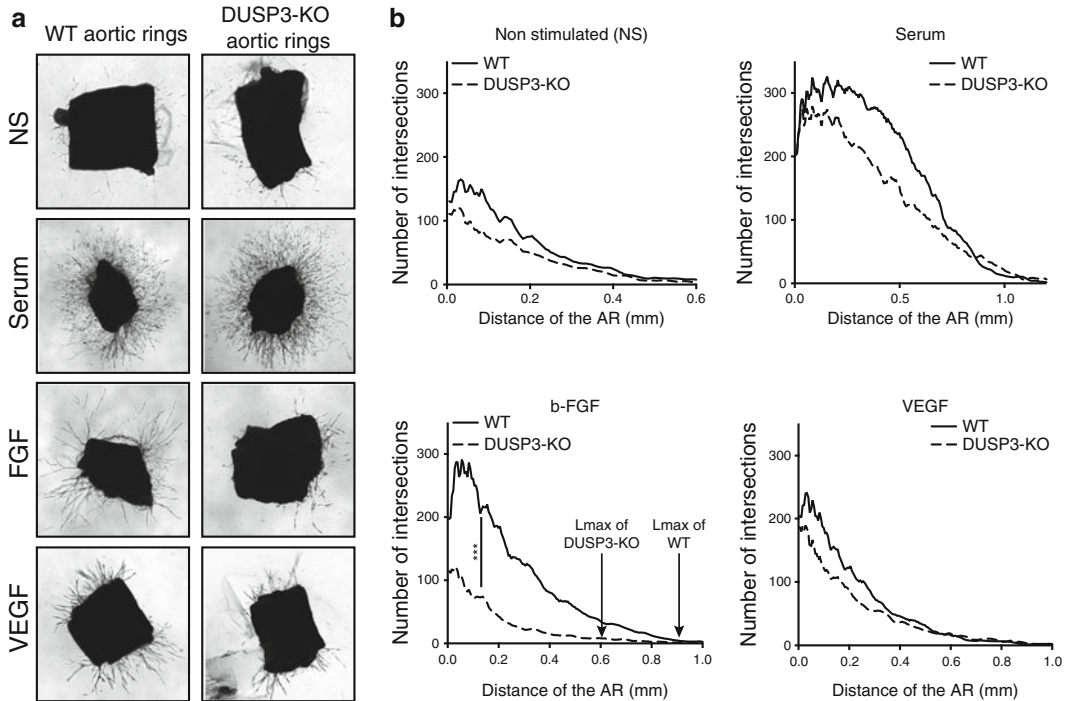 a
WT aortic rings
DUSP3-KO
aortic rings
NS
Serum
FGF
VEGF
b
Non stimulated (NS)
WT
DUSP3-KO
Number of intersections
300
200
100
0
0.0 0.2 0.4 0.6
Distance of the AR (mm)
Serum
WT
DUSP3-KO
Number of intersections
300
200
100
0
0.0 0.5 1.0
Distance of the AR (mm)
b-FGF
WT
DUSP3-KO
Number of intersections
300
200
100
0
***
Lmax of
DUSP3-KO
Lmax of
WT
0.0 0.2 0.4 0.6 0.8 1.0
Distance of the AR (mm)
VEGF
WT
DUSP3-KO
Number of intersections
300
200
100
0
0.0 0.2 0.4 0.6 0.8 1.0
Distance of the AR (mm)